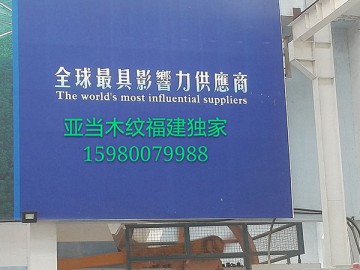 全球最具影響力供應商
The world's most influential suppliers
亚当木纹福建独家
15980079988